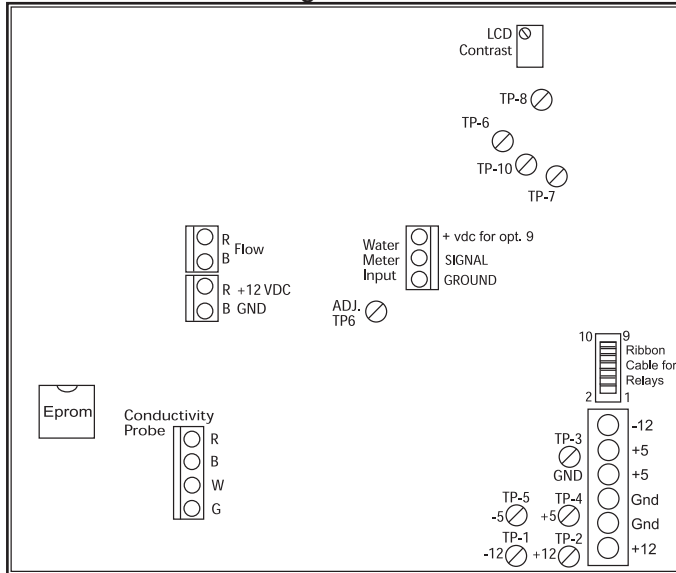 LCD
Contrast
TP-8
TP-6
TP-10
TP-7
R
Flow
B
R +12 VDC
B GND
Water
Meter
Input
+ vdc for opt. 9
SIGNAL
GROUND
ADJ.
TP6
10
9
Ribbon
Cable for
Relays
2
1
Eprom
Conductivity
Probe
R
B
W
G
TP-3
GND
-12
+5
+5
Gnd
Gnd
+12
TP-5
-5
TP-4
+5
TP-1
-12
TP-2
+12